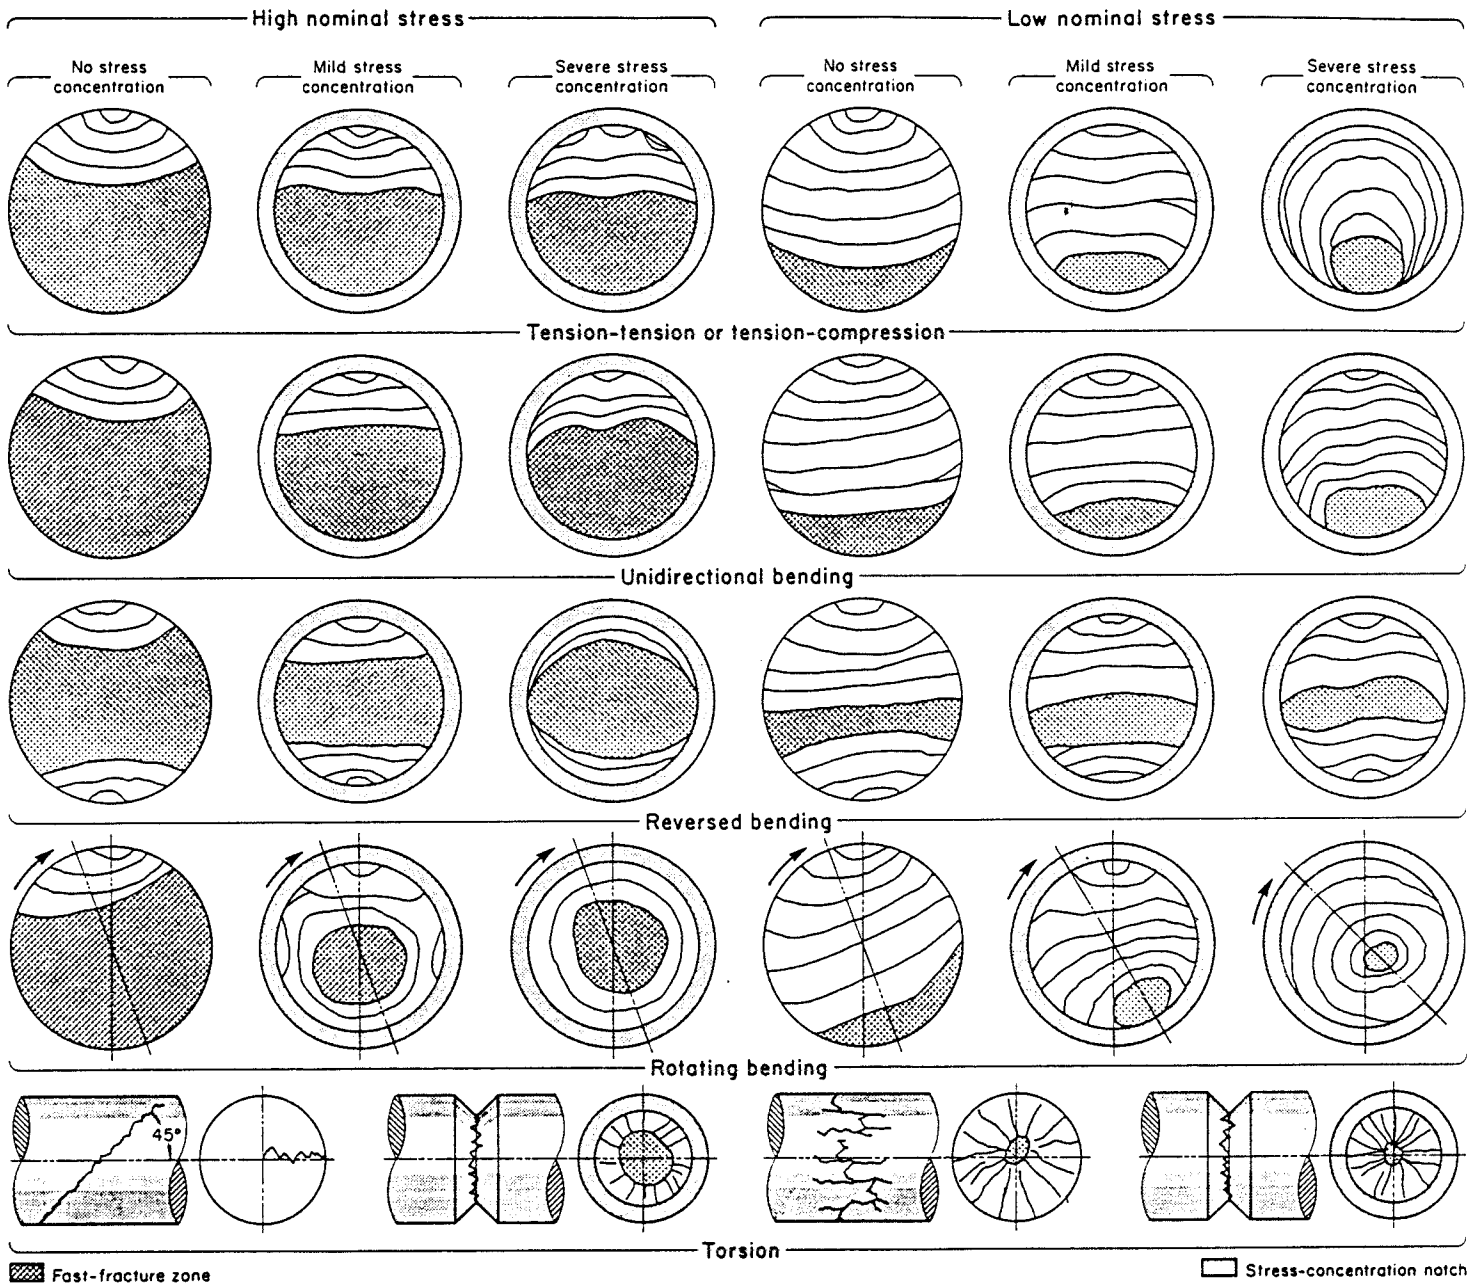 High nominal stress
Low nominal stress
No stress
concentration
Mild stress
concentration
Severe stress
concentration
No stress
concentration
Mild stress
concentration
Severe stress
concentration
Tension-tension or tension-compression
Unidirectional bending
Reversed bending
Rotating bending
45°
Torsion
Fast-fracture zone
Stress-concentration notch